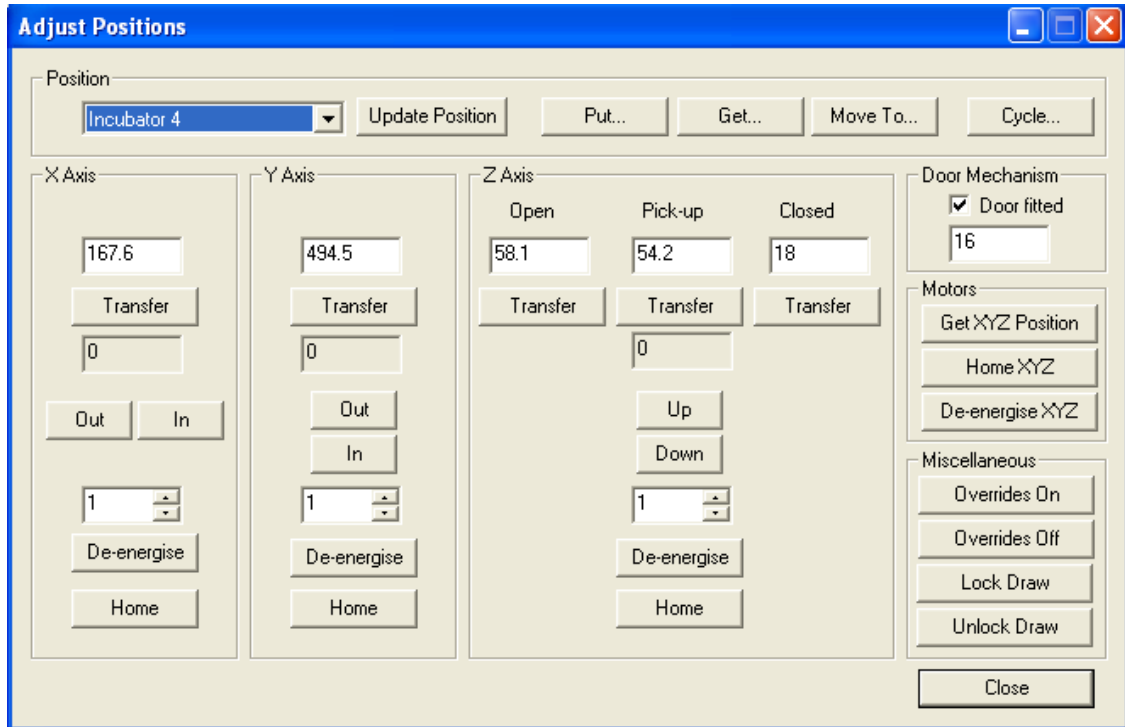 Adjust Positions
Position
Incubator 4
Update Position
Put...
Get...
Move To...
Cycle...
X Axis
167.6
Transfer
0
Out
In
1
De-energise
Home
Y Axis
494.5
Transfer
0
Out
In
1
De-energise
Home
Z Axis
Open
Pick-up
Closed
58.1
54.2
18
Transfer
Transfer
Transfer
0
Up
Down
1
De-energise
Home
Door Mechanism
Door fitted
16
Motors
Get XYZ Position
Home XYZ
De-energise XYZ
Miscellaneous
Overrides On
Overrides Off
Lock Draw
Unlock Draw
Close